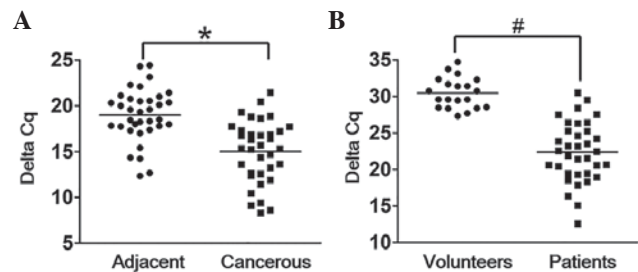 A
*
Delta Cq
25
20
15
10
5
Adjacent Cancerous
B
#
Delta Cq
35
30
25
20
15
10
Volunteers Patients